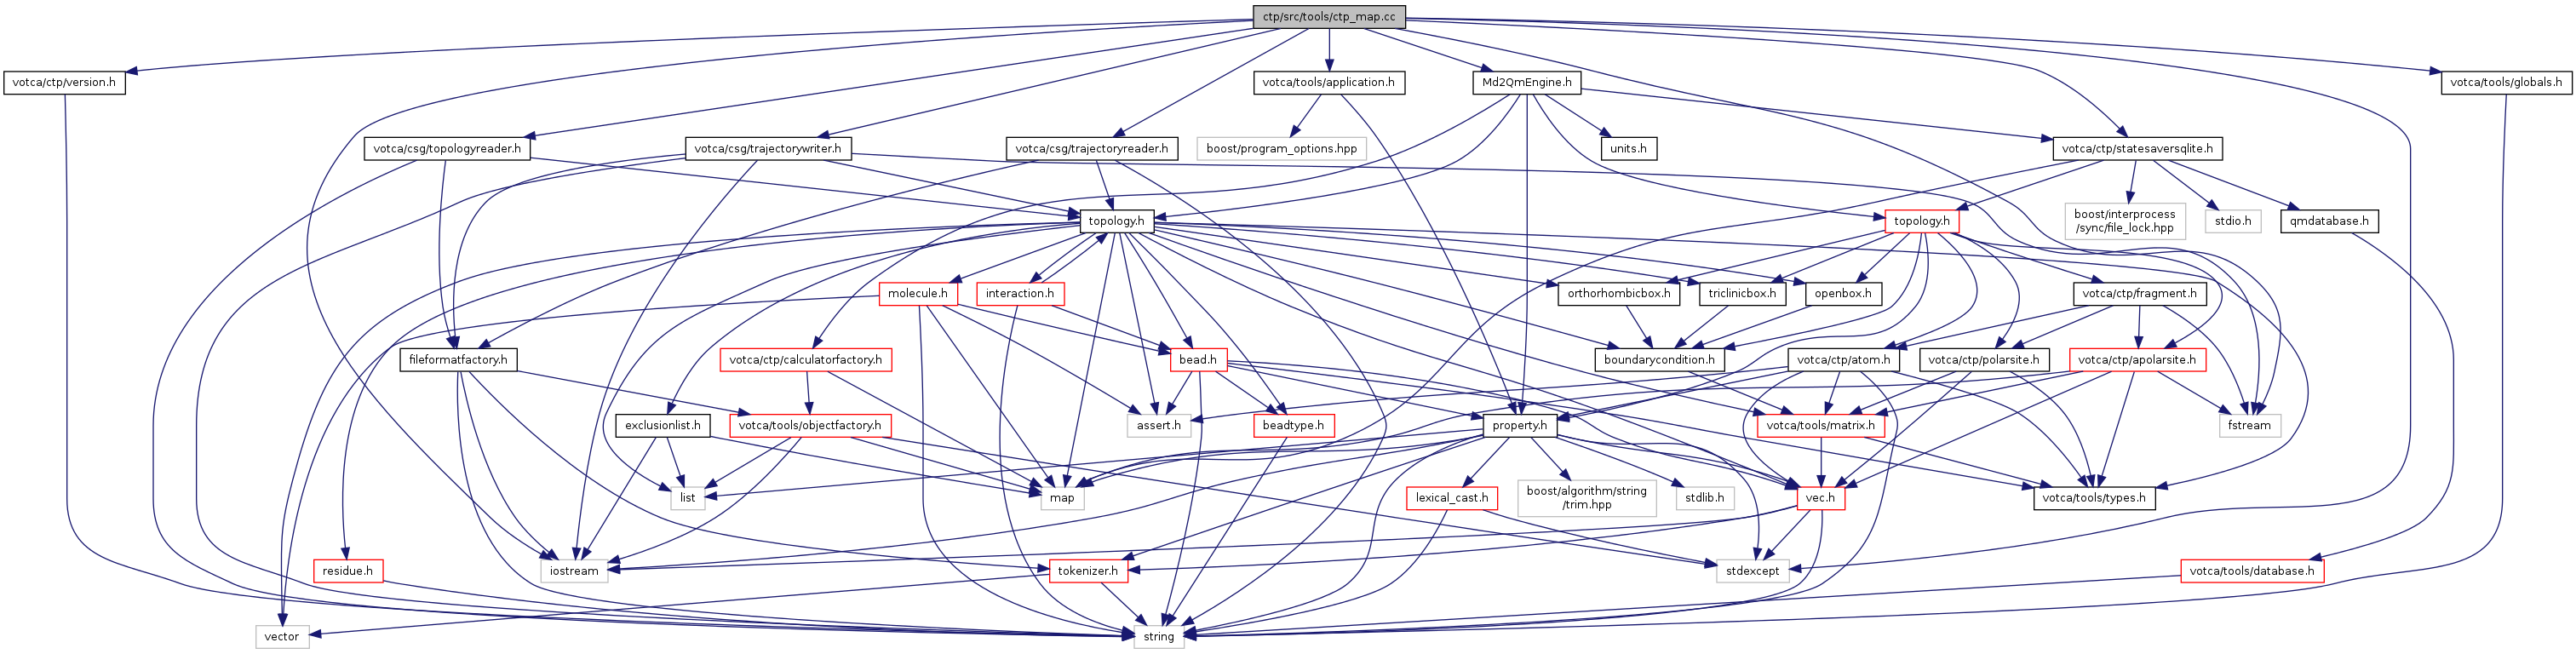 ctp/src/tools/ctp_map.cc
votca/ctp/version.h
votca/tools/application.h
Md2QmEngine.h
votca/tools/globals.h
votca/csg/topologyreader.h
votca/csg/trajectorywriter.h
votca/csg/trajectoryreader.h
boost/program_options.hpp
units.h
votca/ctp/statesaversqlite.h
topology.h
topology.h
boost/interprocess
/sync/file_lock.hpp
stdio.h
qmdatabase.h
molecule.h
interaction.h
orthorhombicbox.h
triclinicbox.h
openbox.h
votca/ctp/fragment.h
fileformatfactory.h
votca/ctp/calculatorfactory.h
bead.h
boundarycondition.h
votca/ctp/atom.h
votca/ctp/polarsite.h
votca/ctp/apolarsite.h
exclusionlist.h
votca/tools/objectfactory.h
assert.h
beadtype.h
property.h
votca/tools/matrix.h
fstream
list
map
lexical_cast.h
boost/algorithm/string
/trim.hpp
stdlib.h
vec.h
votca/tools/types.h
residue.h
iostream
tokenizer.h
stdexcept
votca/tools/database.h
vector
string